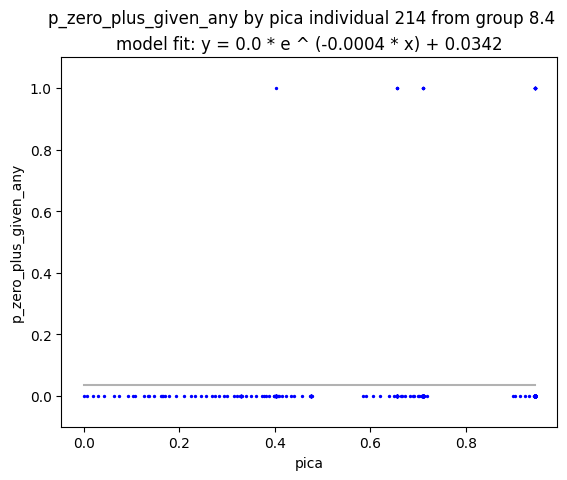 p_zero_plus_given_any by pica individual 214 from group 8.4
model fit: y = 0.0 * e ^ (-0.0004 * x) + 0.0342
1.0
0.8
0.6
0.4
0.2
0.0
p_zero_plus_given_any
0.0 0.2 0.4 0.6 0.8
pica